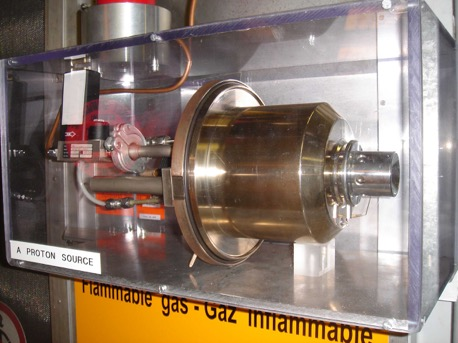 A PROTON SOURCE
Flammable gas - Gaz inflammable